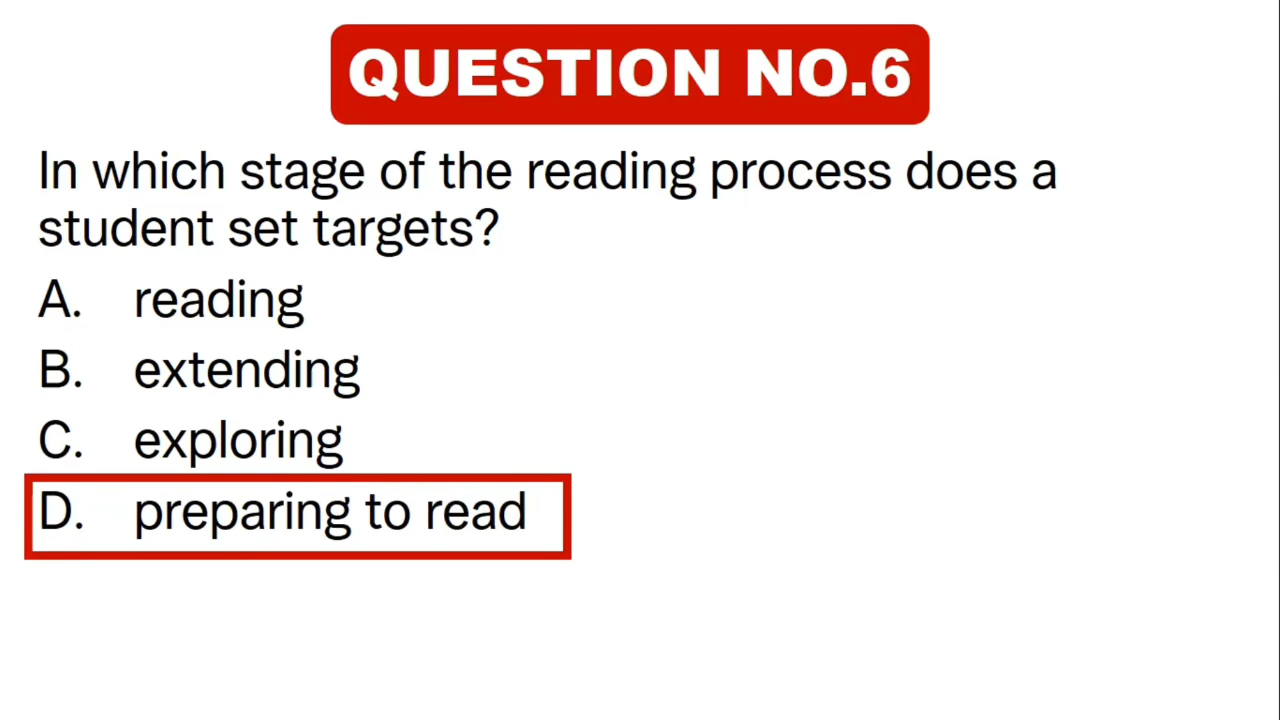 QUESTION NO.6
In which stage of the reading process does a
student set targets?
A. reading
B. extending
C. exploring
D. preparing to read